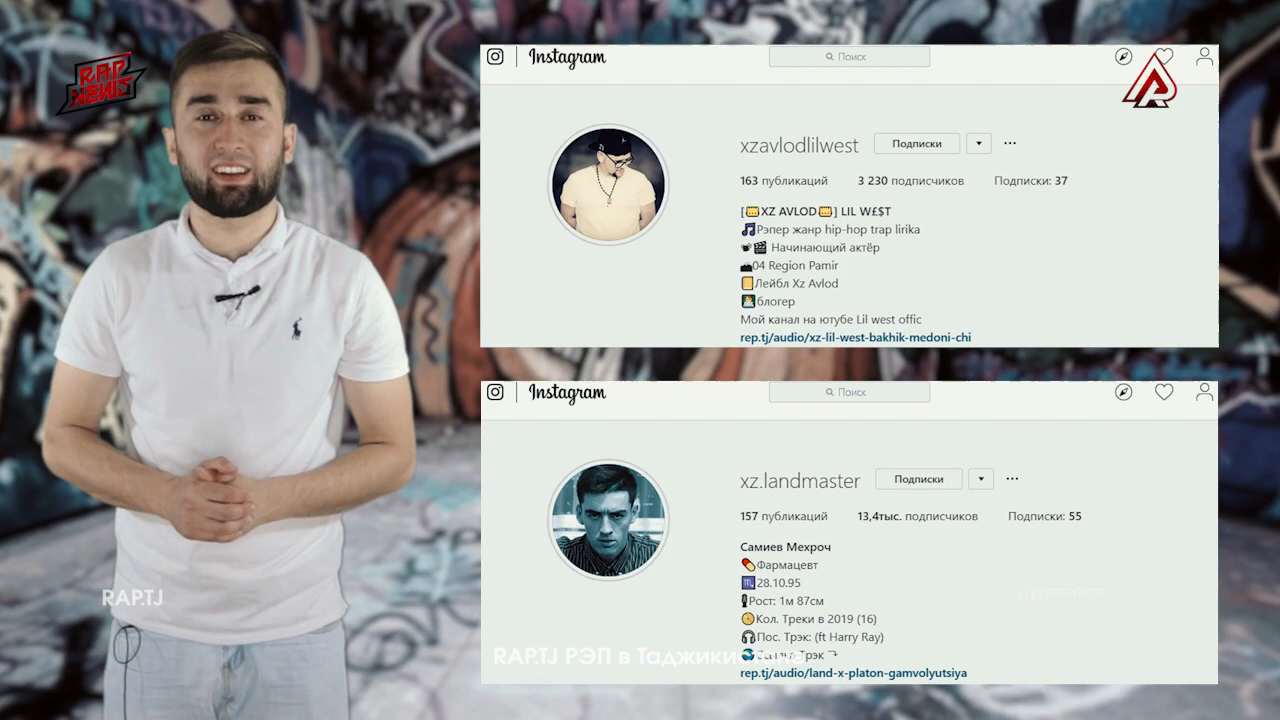 RAP
NEWS
Instagram
Поиск
xzavlodlilwest
Подписки
163 публикаций
3 230 подписчиков
Подписки: 37
[XZ AVLOD] LIL W£$T
Рэпер жанр hip-hop trap lirika
Начинающий актёр
04 Region Pamir
Лейбл Xz Avlod
блогер
Мой канал на ютубе Lil west offic
rep.tj/audio/xz-lil-west-bakhik-medoni-chi
Instagram
Поиск
xz.landmaster
Подписки
157 публикаций
13,4тыс. подписчиков
Подписки: 55
Самиев Мехроч
Фармацевт
28.10.95
Рост: 1м 87см
Кол. Треки в 2019 (16)
Пос. Трэк: (ft Harry Ray)
Ссылка Трэк
rep.tj/audio/land-x-platon-gamvolyutsiya
RAP.TJ
RAP.TJ РЭП в Таджикистане